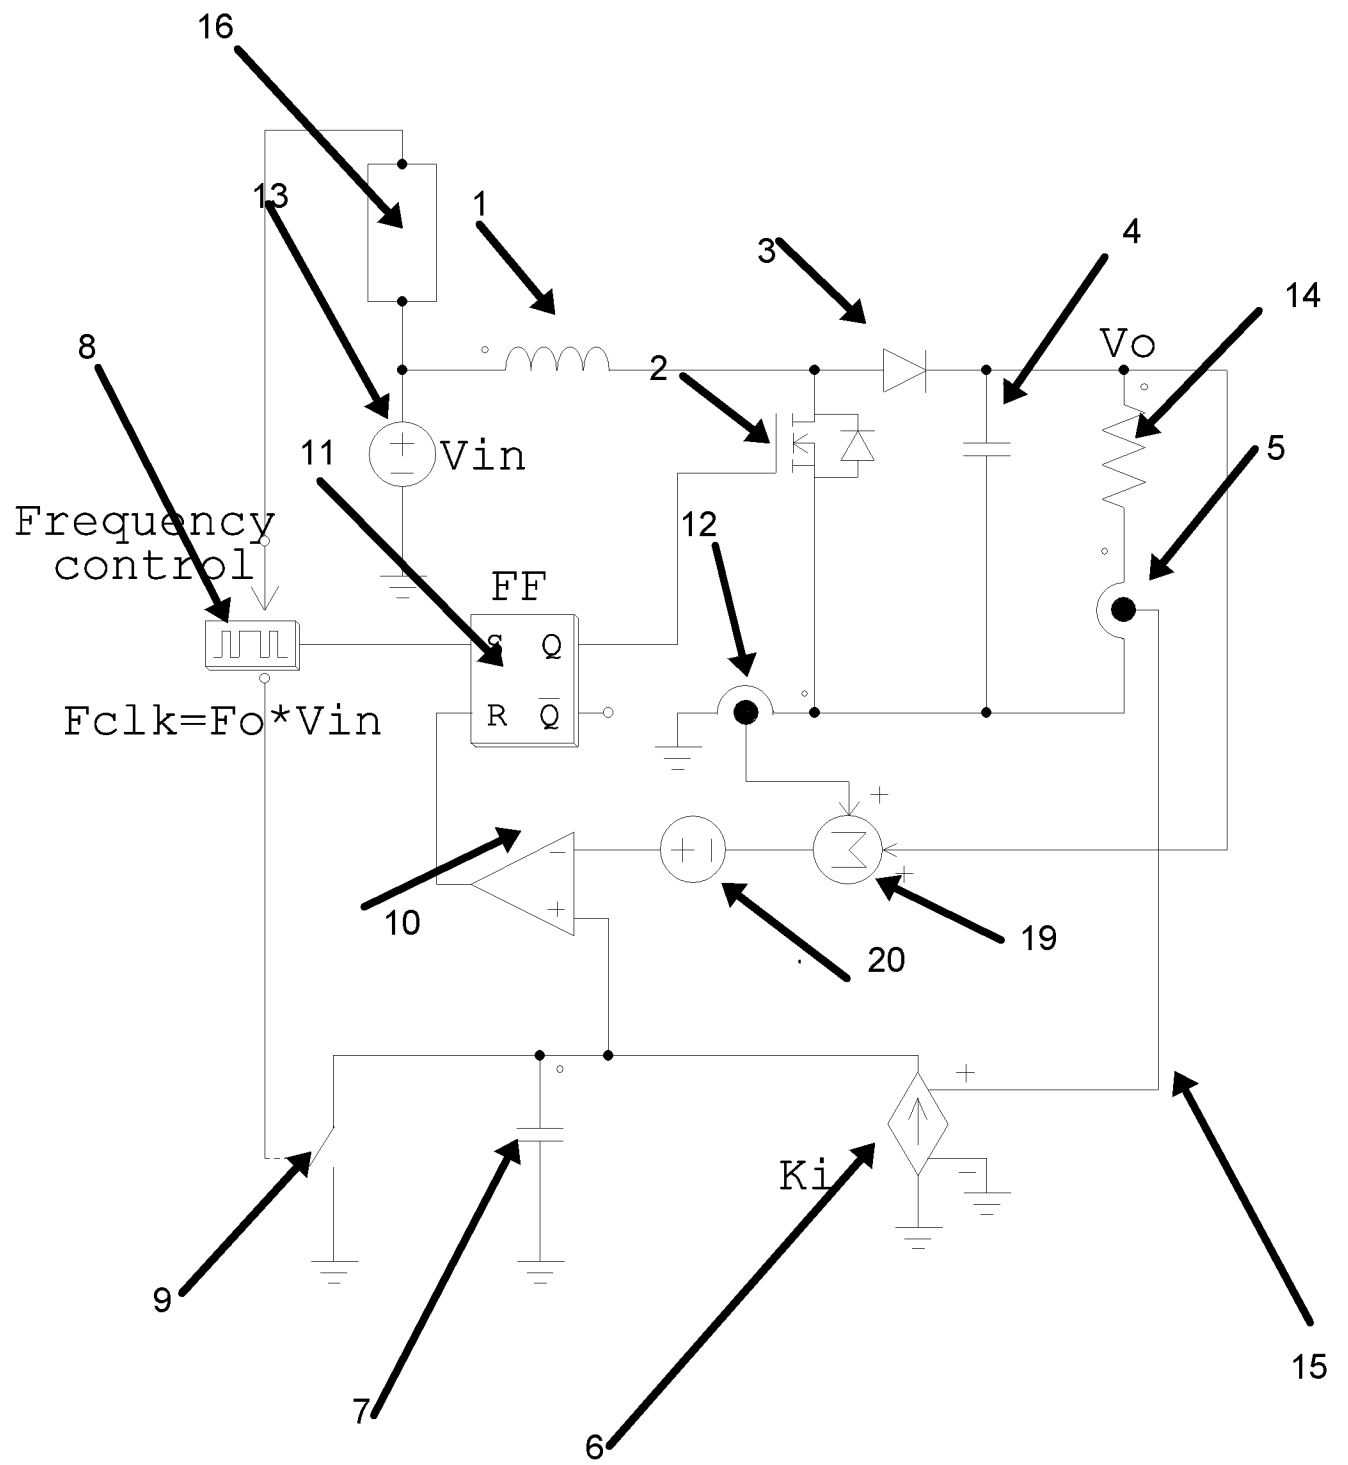 16
13
1
3
4
14
8
Vo
2
+
−
Vin
11
5
Frequency
control
12
FF
S Q
Fclk=Fo*Vin
R Q̅
+
− + Σ
+
10
+
19
20
+
−
Ki
9
15
7
6